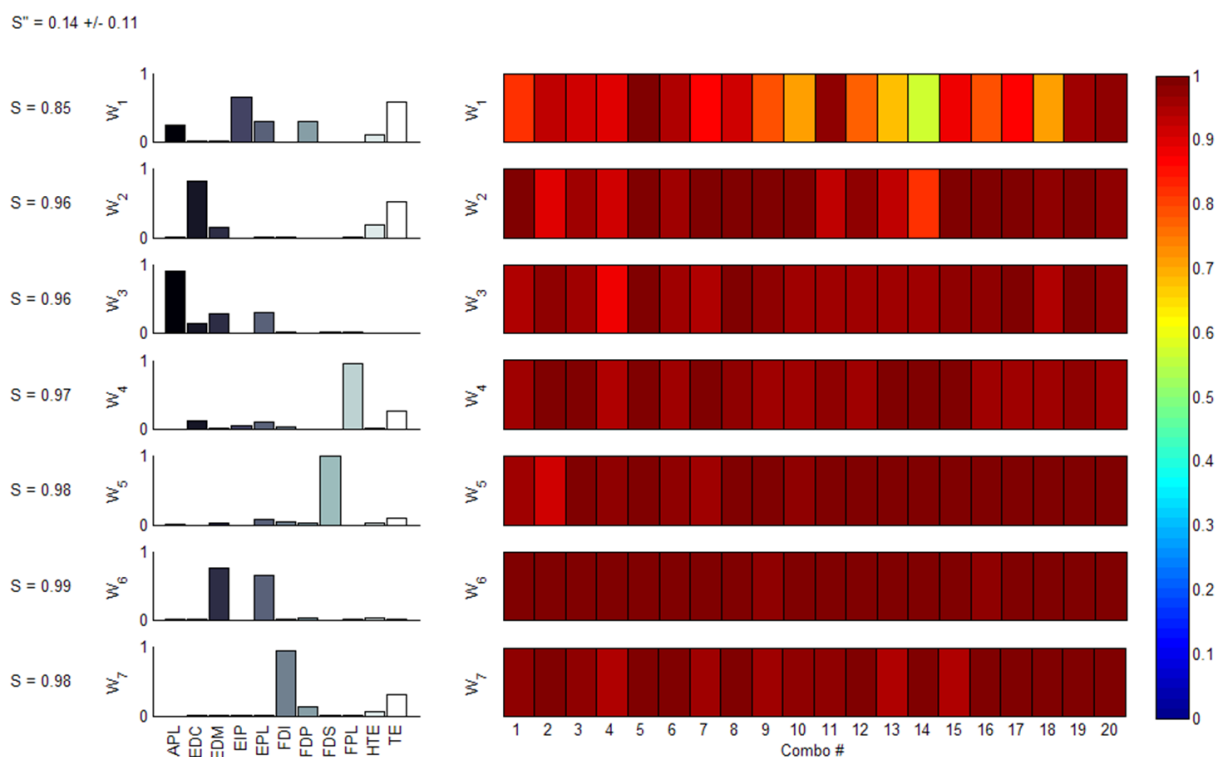 S" = 0.14 +/- 0.11
S = 0.85
W1
1
0
W1
S = 0.96
W2
1
0
W2
S = 0.96
W3
1
0
W3
S = 0.97
W4
1
0
W4
S = 0.98
W5
1
0
W5
S = 0.99
W6
1
0
W6
S = 0.98
W7
1
0
W7
APL EDC EDM EIP EPL FDI FDP FDS FPL HTE TE
1 2 3 4 5 6 7 8 9 10 11 12 13 14 15 16 17 18 19 20
Combo #
1
0.9
0.8
0.7
0.6
0.5
0.4
0.3
0.2
0.1
0